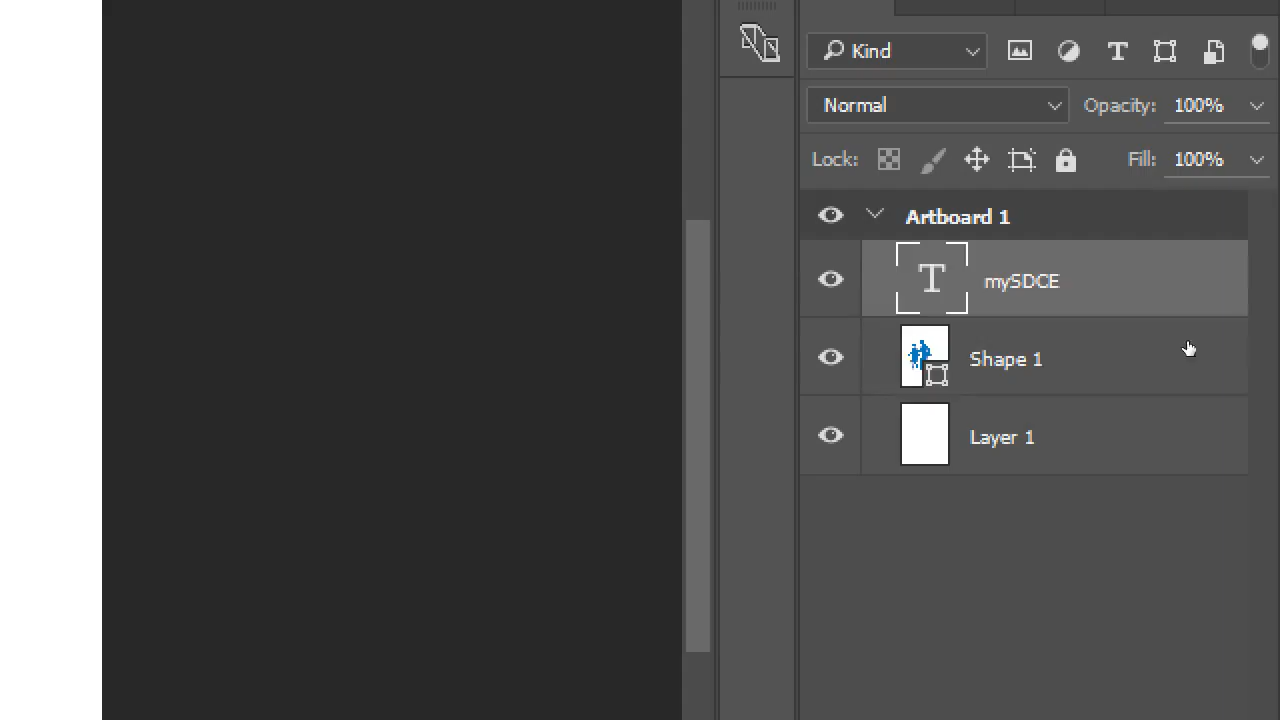 Kind
Normal Opacity: 100%
Lock: Fill: 100%
Artboard 1
mySDCE
Shape 1
Layer 1